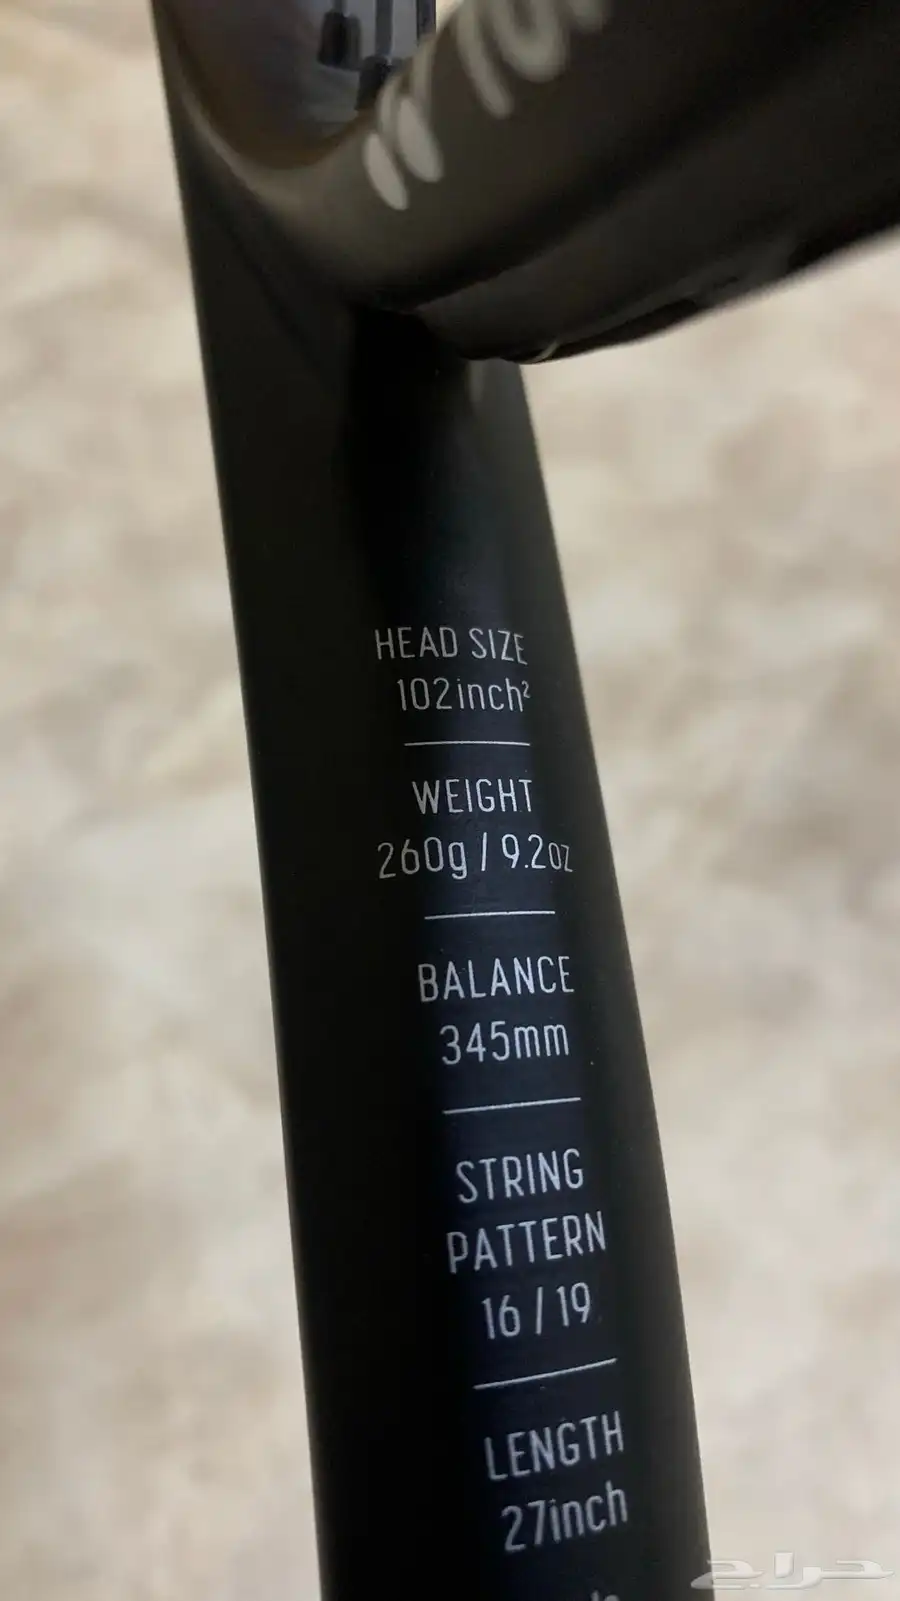 HEAD SIZE
102inch²
WEIGHT
260g / 9.2oz
BALANCE
345mm
STRING
PATTERN
16 / 19
LENGTH
27inch
حراج